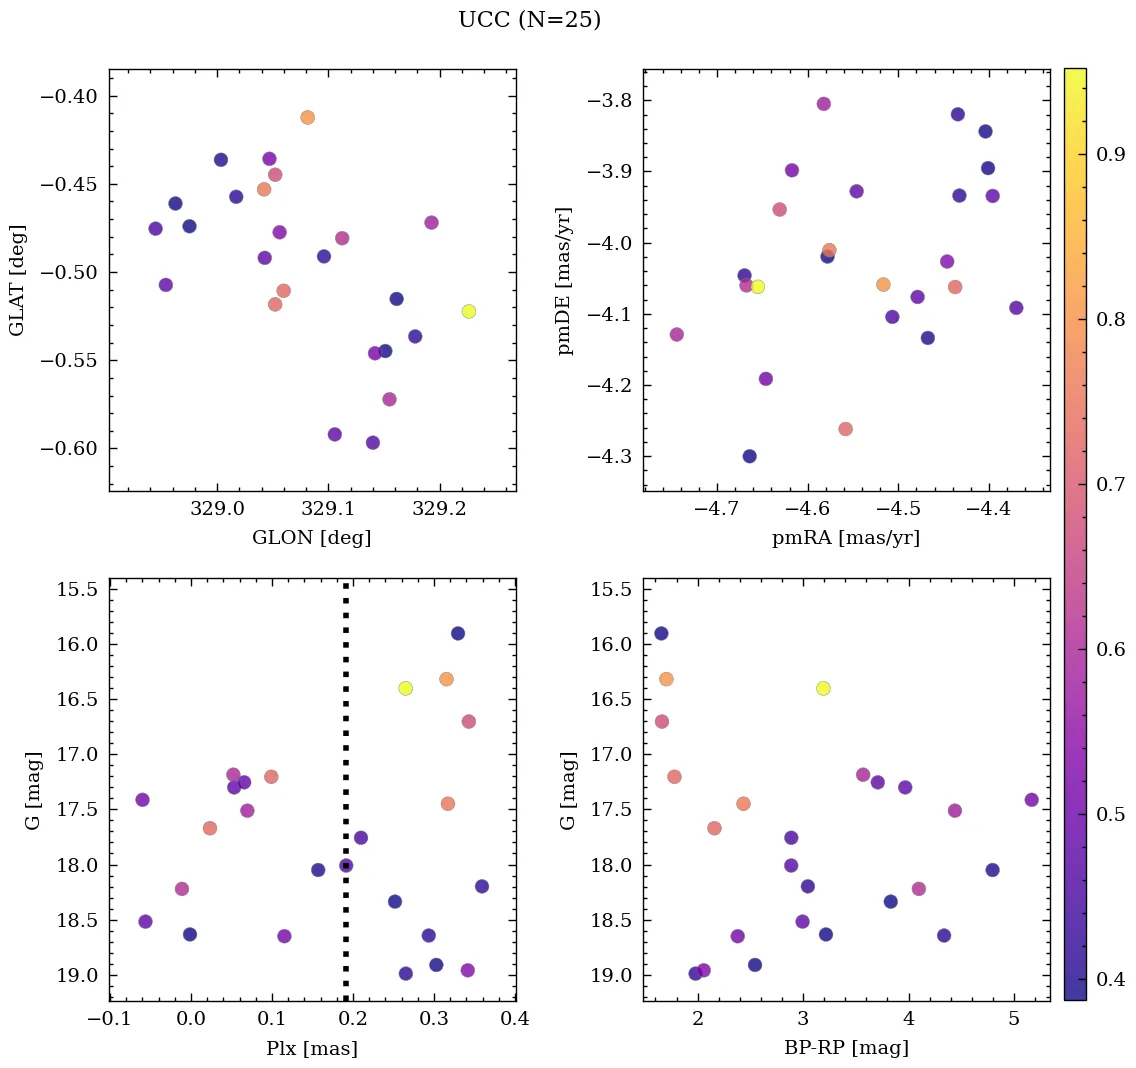 UCC (N=25)
−0.40
−0.45
−0.50
−0.55
−0.60
GLAT [deg]
329.0 329.1 329.2
GLON [deg]
−3.8
−3.9
−4.0
−4.1
−4.2
−4.3
pmDE [mas/yr]
−4.7 −4.6 −4.5 −4.4
pmRA [mas/yr]
15.5
16.0
16.5
17.0
17.5
18.0
18.5
19.0
G [mag]
−0.1 0.0 0.1 0.2 0.3 0.4
Plx [mas]
15.5
16.0
16.5
17.0
17.5
18.0
18.5
19.0
G [mag]
2 3 4 5
BP-RP [mag]
0.9
0.8
0.7
0.6
0.5
0.4